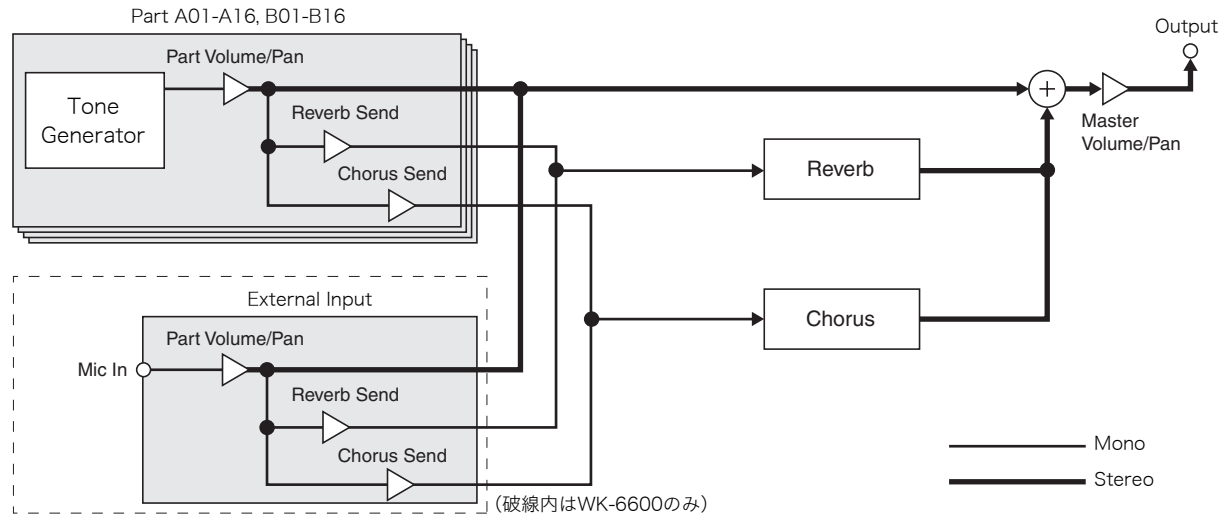 Part A01-A16, B01-B16
Output
Part Volume/Pan
Tone
Generator
Reverb Send
Chorus Send
Master
Volume/Pan
Reverb
External Input
Chorus
Part Volume/Pan
Mic In
Reverb Send
Chorus Send
Mono
Stereo
(破線内はWK-6600のみ)